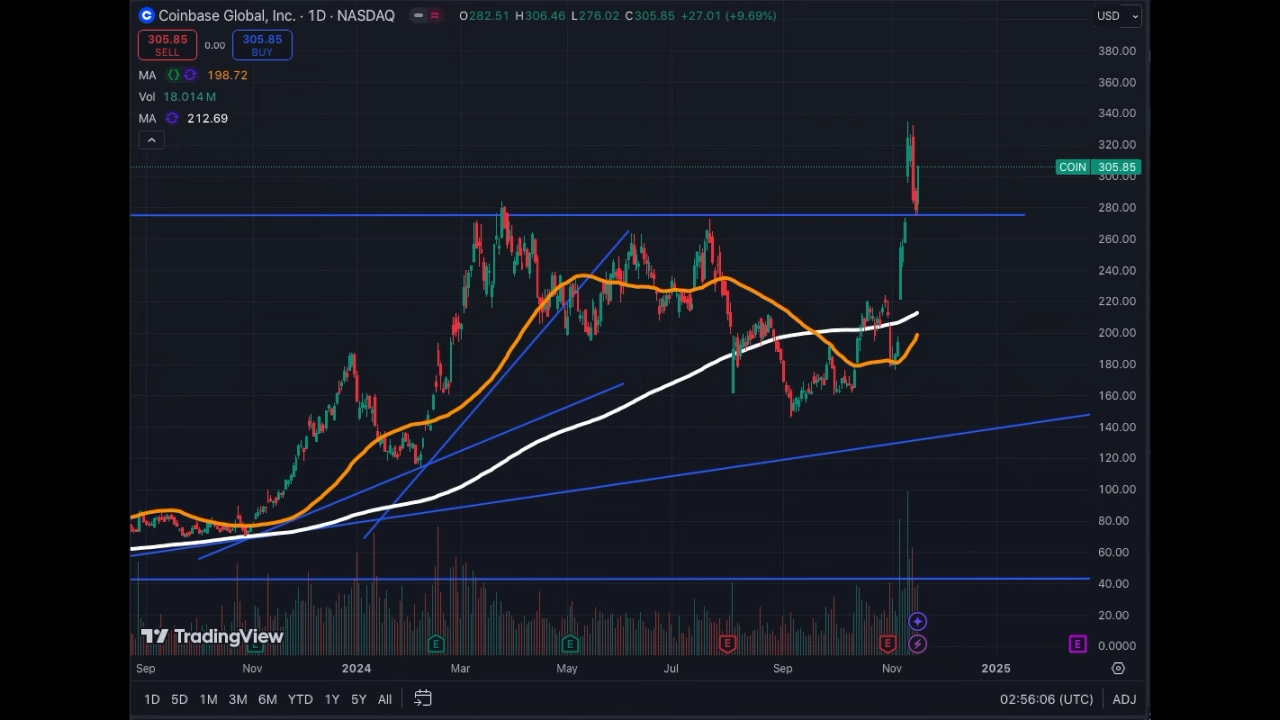 Coinbase Global, Inc. · 1D · NASDAQ O282.51 H306.46 L276.02 C305.85 +27.01 (+9.69%) USD
305.85 SELL 0.00 305.85 BUY
MA 198.72
Vol 18.014M
MA 212.69
380.00
360.00
340.00
320.00
COIN 305.85
300.00
280.00
260.00
240.00
220.00
200.00
180.00
160.00
140.00
120.00
100.00
80.00
60.00
40.00
20.00
0.0000
TradingView
E E E E E E
Sep Nov 2024 Mar May Jul Sep Nov 2025
1D 5D 1M 3M 6M YTD 1Y 5Y All 02:56:06 (UTC) ADJ